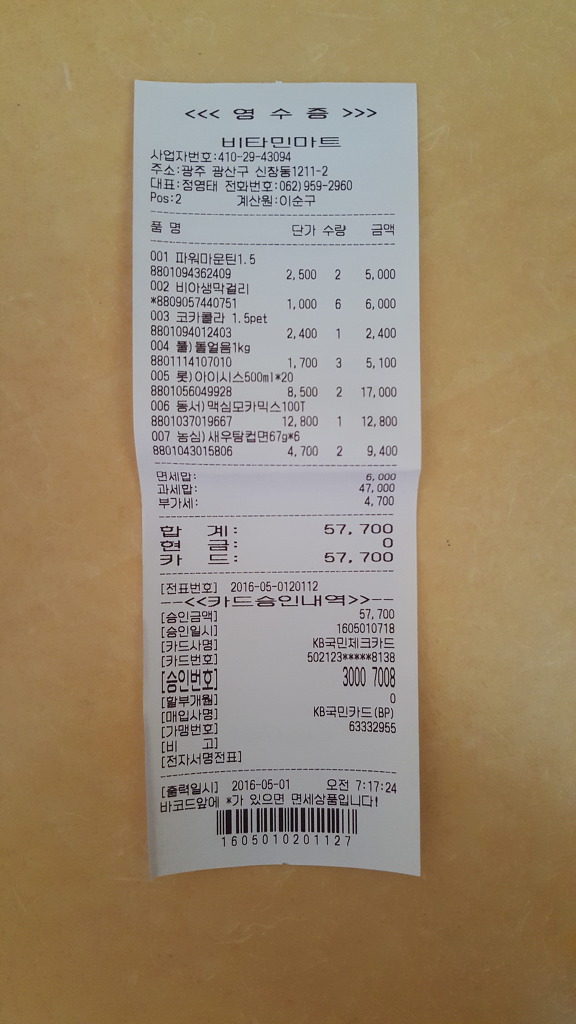 <<< 영 수 증 >>>
비타민마트
사업자번호:410-29-43094
주소:광주 광산구 신창동1211-2
대표:정영태 전화번호:062)959-2960
Pos:2 계산원:이순구
품 명 단가 수량 금액
001 파워마운틴1.5
8801094362409 2,500 2 5,000
002 비아생막걸리
*8809057440751 1,000 6 6,000
003 코카콜라 1.5pet
8801094012403 2,400 1 2,400
004 풀)돌얼음1kg
8801114107010 1,700 3 5,100
005 롯)아이시스500ml*20
8801056049928 8,500 2 17,000
006 동서)맥심모카믹스100T
8801037019667 12,800 1 12,800
007 농심)새우탕컵면67g*6
8801043015806 4,700 2 9,400
면세합: 6,000
과세합: 47,000
부가세: 4,700
합 계: 57,700
현 금: 0
카 드: 57,700
[전표번호] 2016-05-0120112
--<<카드승인내역>>--
[승인금액] 57,700
[승인일시] 1605010718
[카드사명] KB국민체크카드
[카드번호] 502123*****8138
[승인번호] 3000 7008
[할부개월] 0
[매입사명] KB국민카드(BP)
[가맹번호] 63332955
[비 고]
[전자서명전표]
[출력일시] 2016-05-01 오전 7:17:24
바코드앞에 *가 있으면 면세상품입니다!
1605010201127